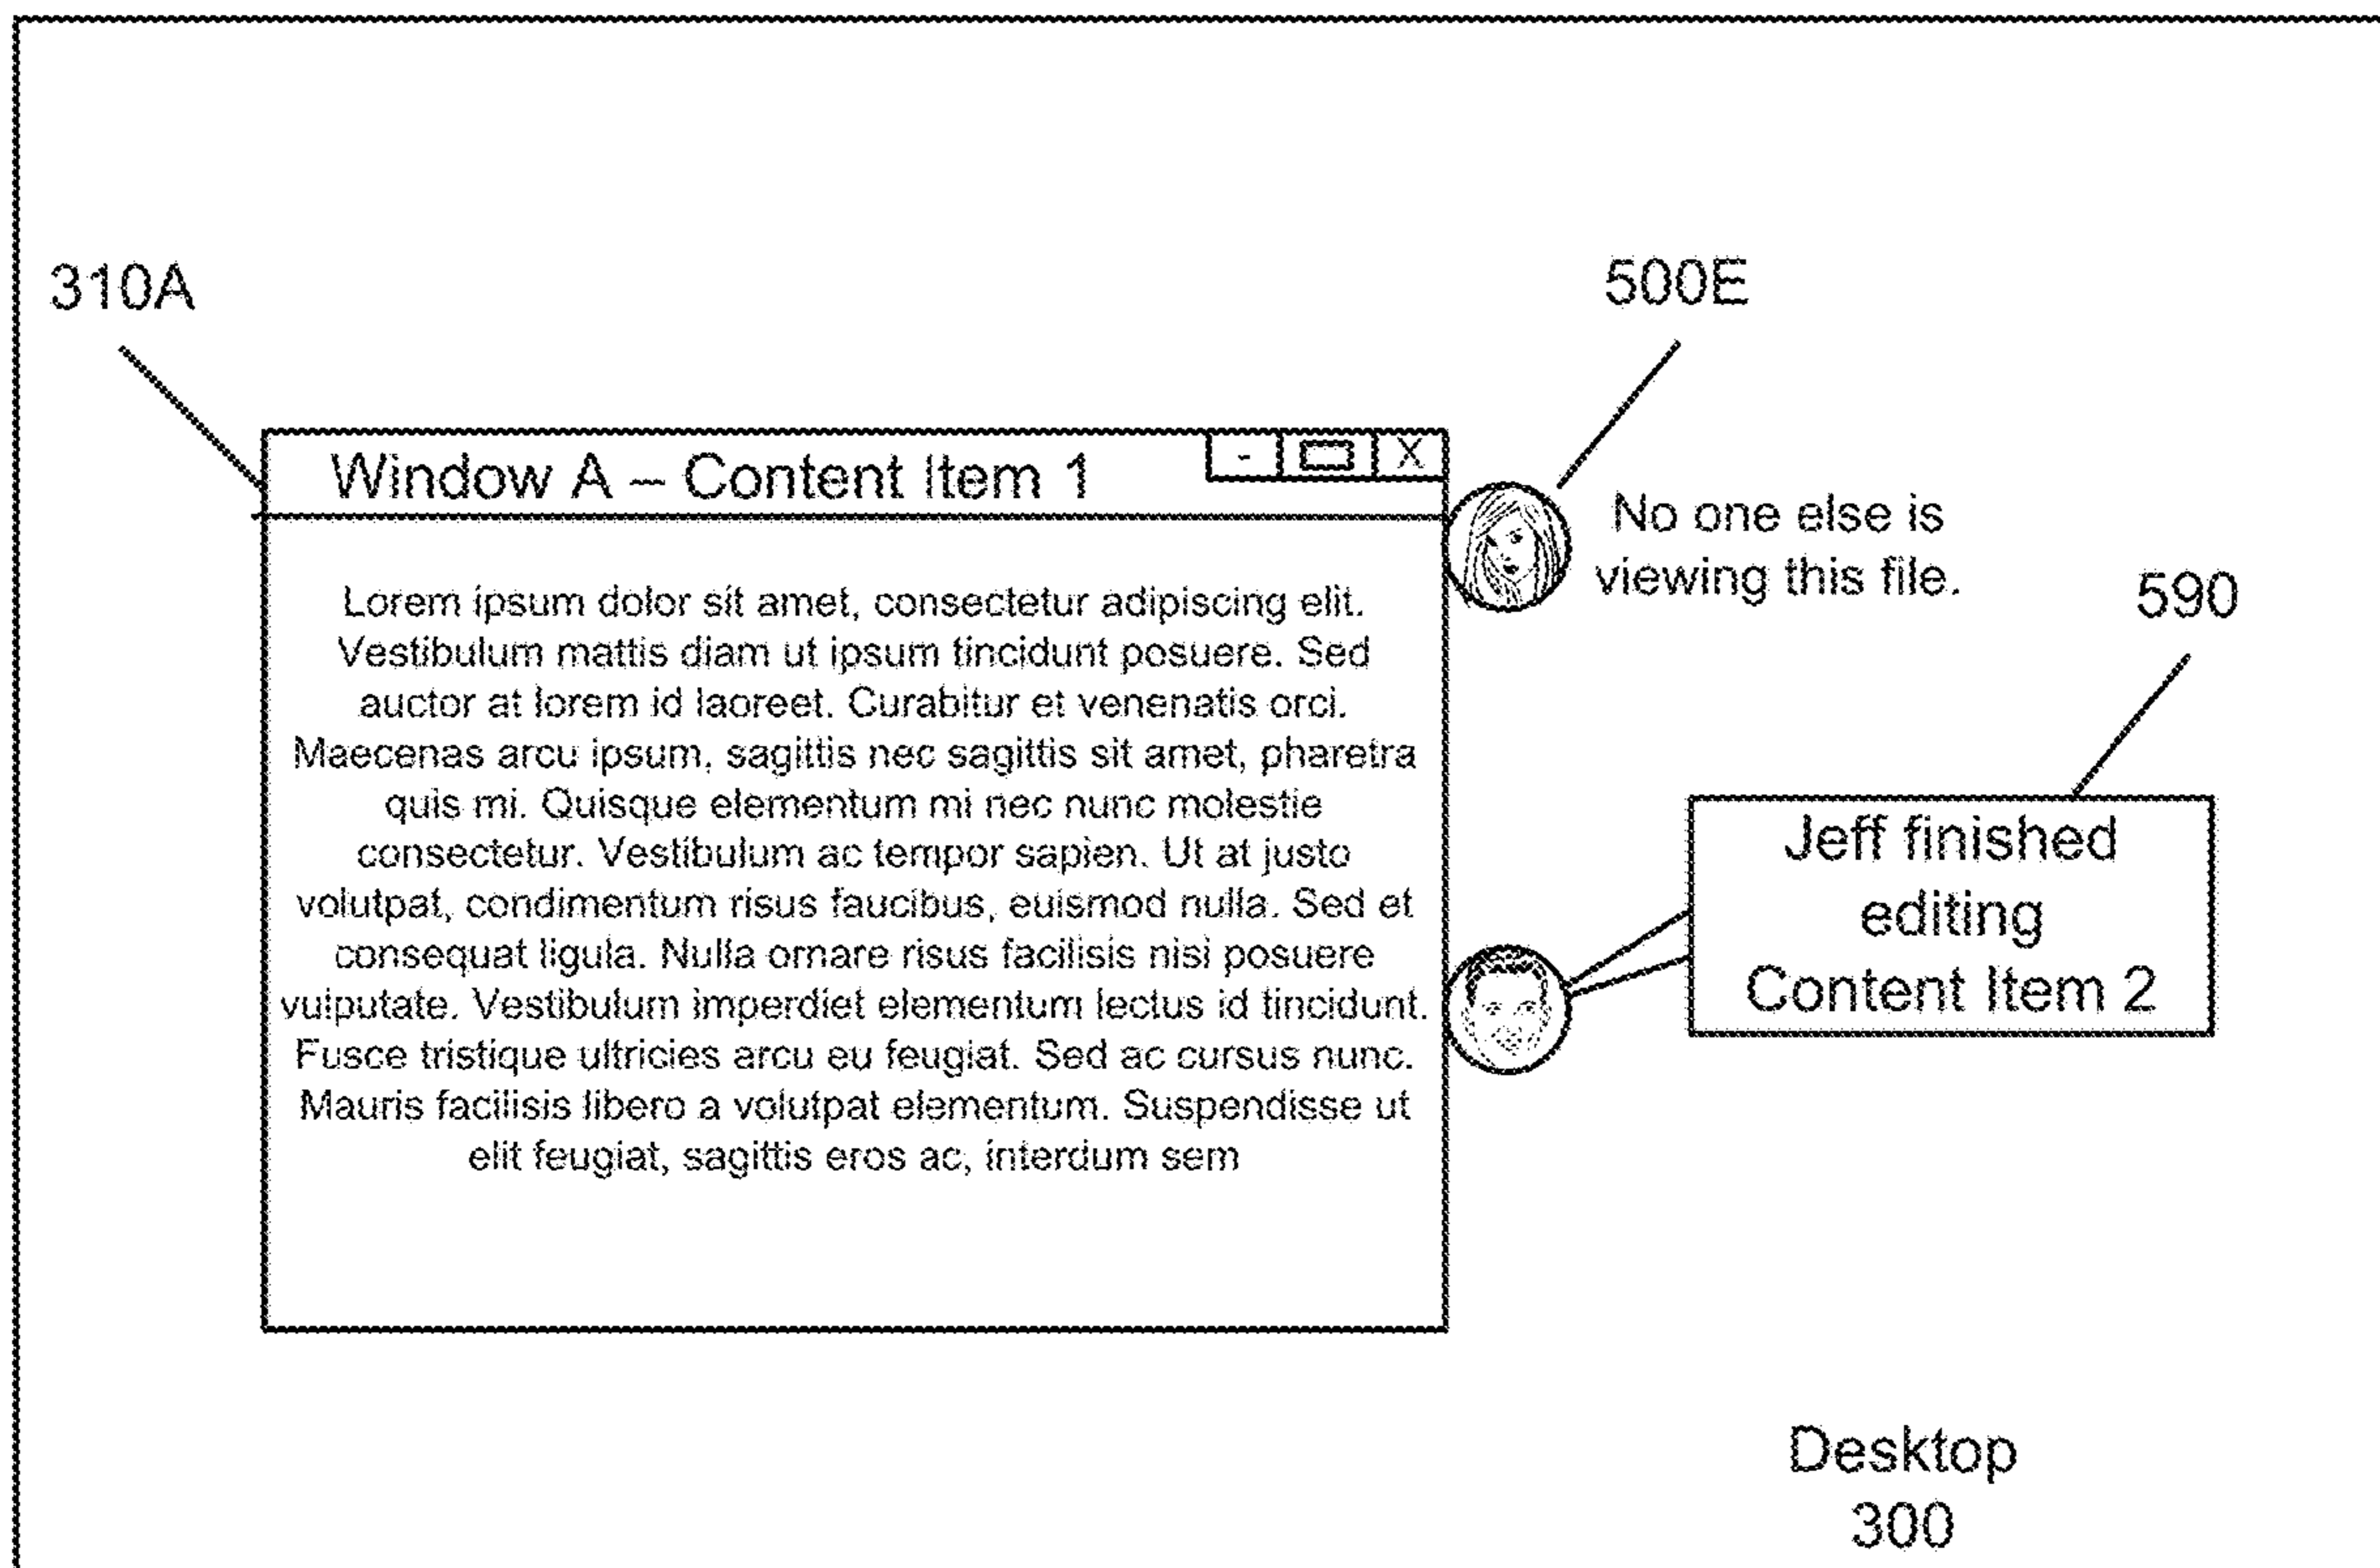 310A
500E
Window A – Content Item 1
- X
No one else is
viewing this file.
590
Lorem ipsum dolor sit amet, consectetur adipiscing elit.
Vestibulum mattis diam ut ipsum tincidunt posuere. Sed
auctor at lorem id laoreet. Curabitur et venenatis orci.
Maecenas arcu ipsum, sagittis nec sagittis sit amet, pharetra
quis mi. Quisque elementum mi nec nunc molestie
consectetur. Vestibulum ac tempor sapien. Ut at justo
volutpat, condimentum risus faucibus, euismod nulla. Sed et
consequat ligula. Nulla ornare risus facilisis nisi posuere
vulputate. Vestibulum imperdiet elementum lectus id tincidunt.
Fusce tristique ultricies arcu eu feugiat. Sed ac cursus nunc.
Mauris facilisis libero a volutpat elementum. Suspendisse ut
elit feugiat, sagittis eros ac, interdum sem
Jeff finished
editing
Content Item 2
Desktop
300